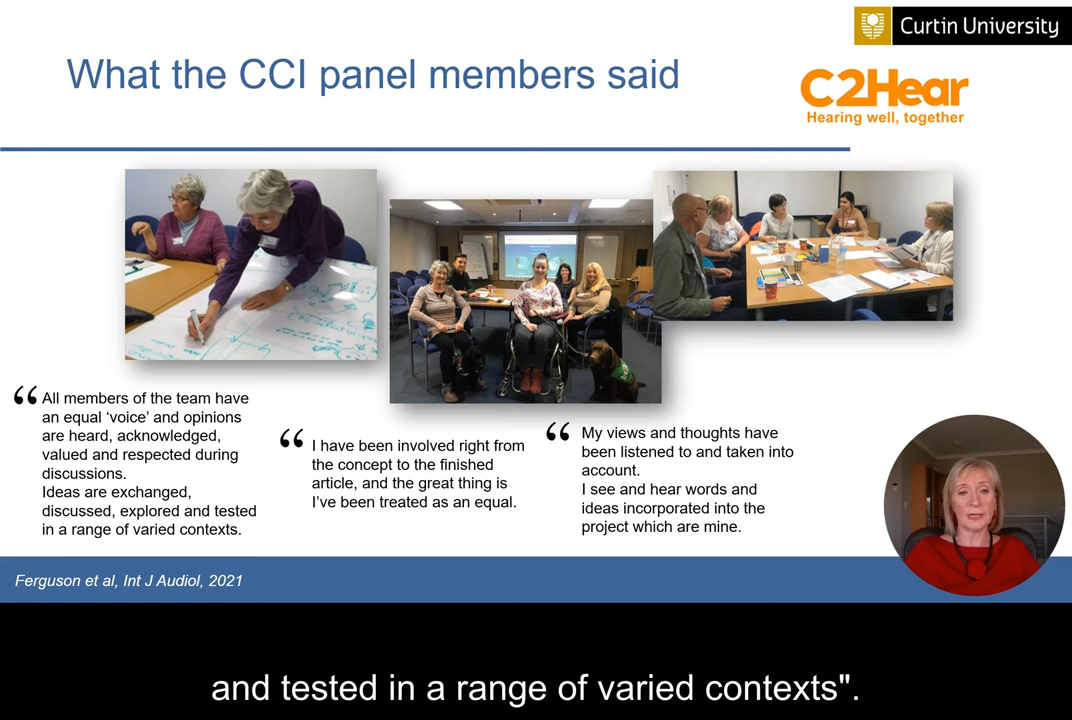 Curtin University
What the CCI panel members said
C2Hear
Hearing well, together
“ All members of the team have
an equal ‘voice’ and opinions
are heard, acknowledged,
valued and respected during
discussions.
Ideas are exchanged,
discussed, explored and tested
in a range of varied contexts.
“ I have been involved right from
the concept to the finished
article, and the great thing is
I’ve been treated as an equal.
“ My views and thoughts have
been listened to and taken into
account.
I see and hear words and
ideas incorporated into the
project which are mine.
Ferguson et al, Int J Audiol, 2021
and tested in a range of varied contexts".